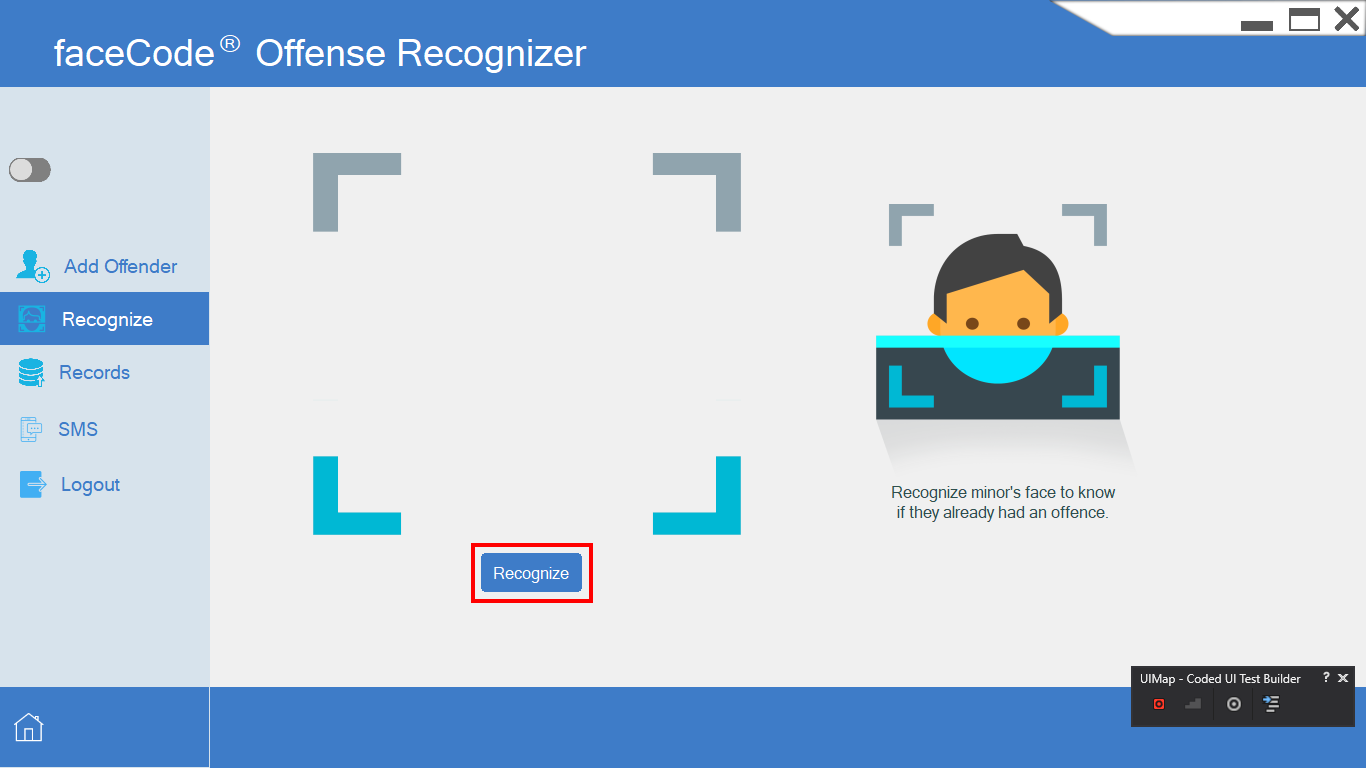 faceCode® Offense Recognizer
Add Offender
Recognize
Records
SMS
Logout
Recognize minor's face to know
if they already had an offence.
Recognize
UIMap - Coded UI Test Builder ?